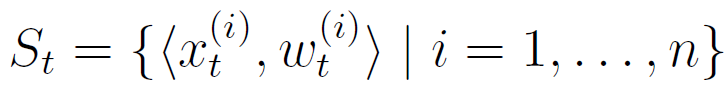 S_t = {⟨x_t^{(i)}, w_t^{(i)}⟩ | i = 1, . . . , n}